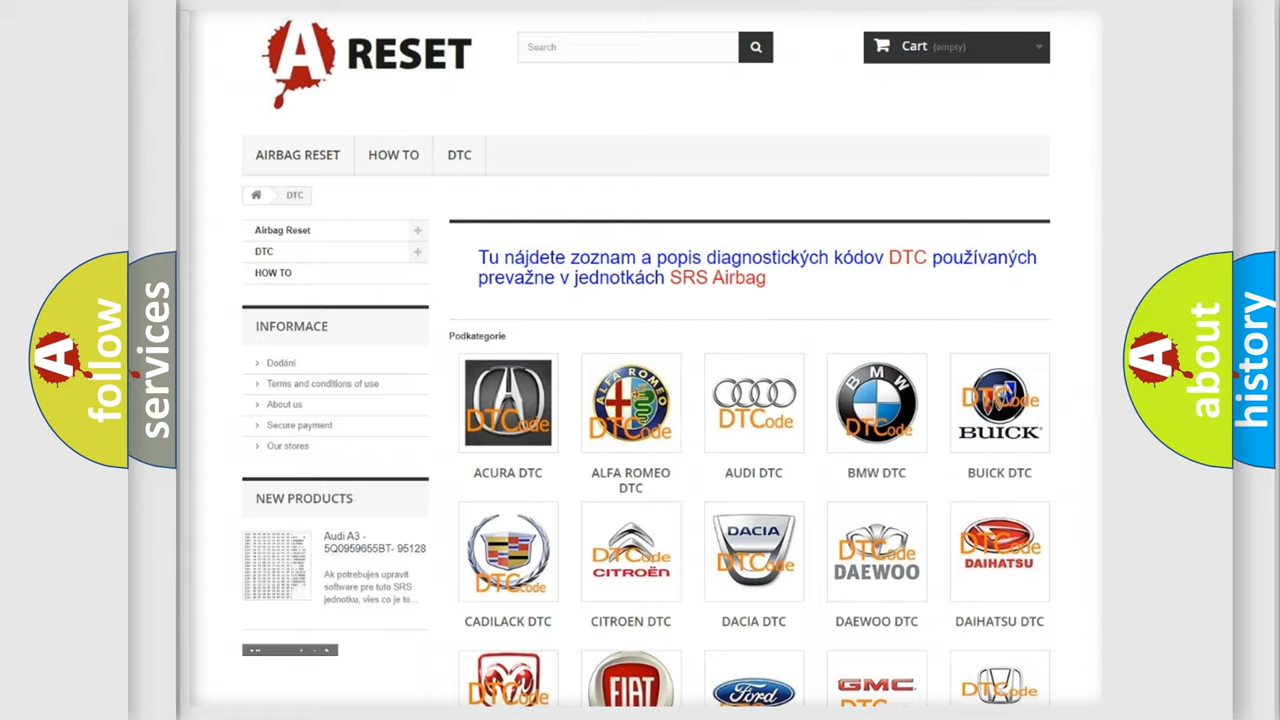 A RESET
Search
Cart (empty)
AIRBAG RESET
HOW TO
DTC
DTC
Airbag Reset
DTC
HOW TO
INFORMACE
Dodání
Terms and conditions of use
About us
Secure payment
Our stores
NEW PRODUCTS
Audi A3 -
5Q0959655BT- 95128
Ak potrebujes upravit
software pre tuto SRS
jednotku, vies co je to...
Tu nájdete zoznam a popis diagnostických kódov DTC používaných
prevažne v jednotkách SRS Airbag
Podkategorie
DTCode
ALFA ROMEO
DTCode
DTCode
BMW
DTCode
DTCode
BUICK
ACURA DTC
ALFA ROMEO
DTC
AUDI DTC
BMW DTC
BUICK DTC
DTCode
DTCode
CITROËN
DACIA
DTCode
DTCode
DAEWOO
DTCode
DAIHATSU
CADILACK DTC
CITROEN DTC
DACIA DTC
DAEWOO DTC
DAIHATSU DTC
DTCode
FIAT
Ford
GMC
DTCode
A
follow
services
A
about
history